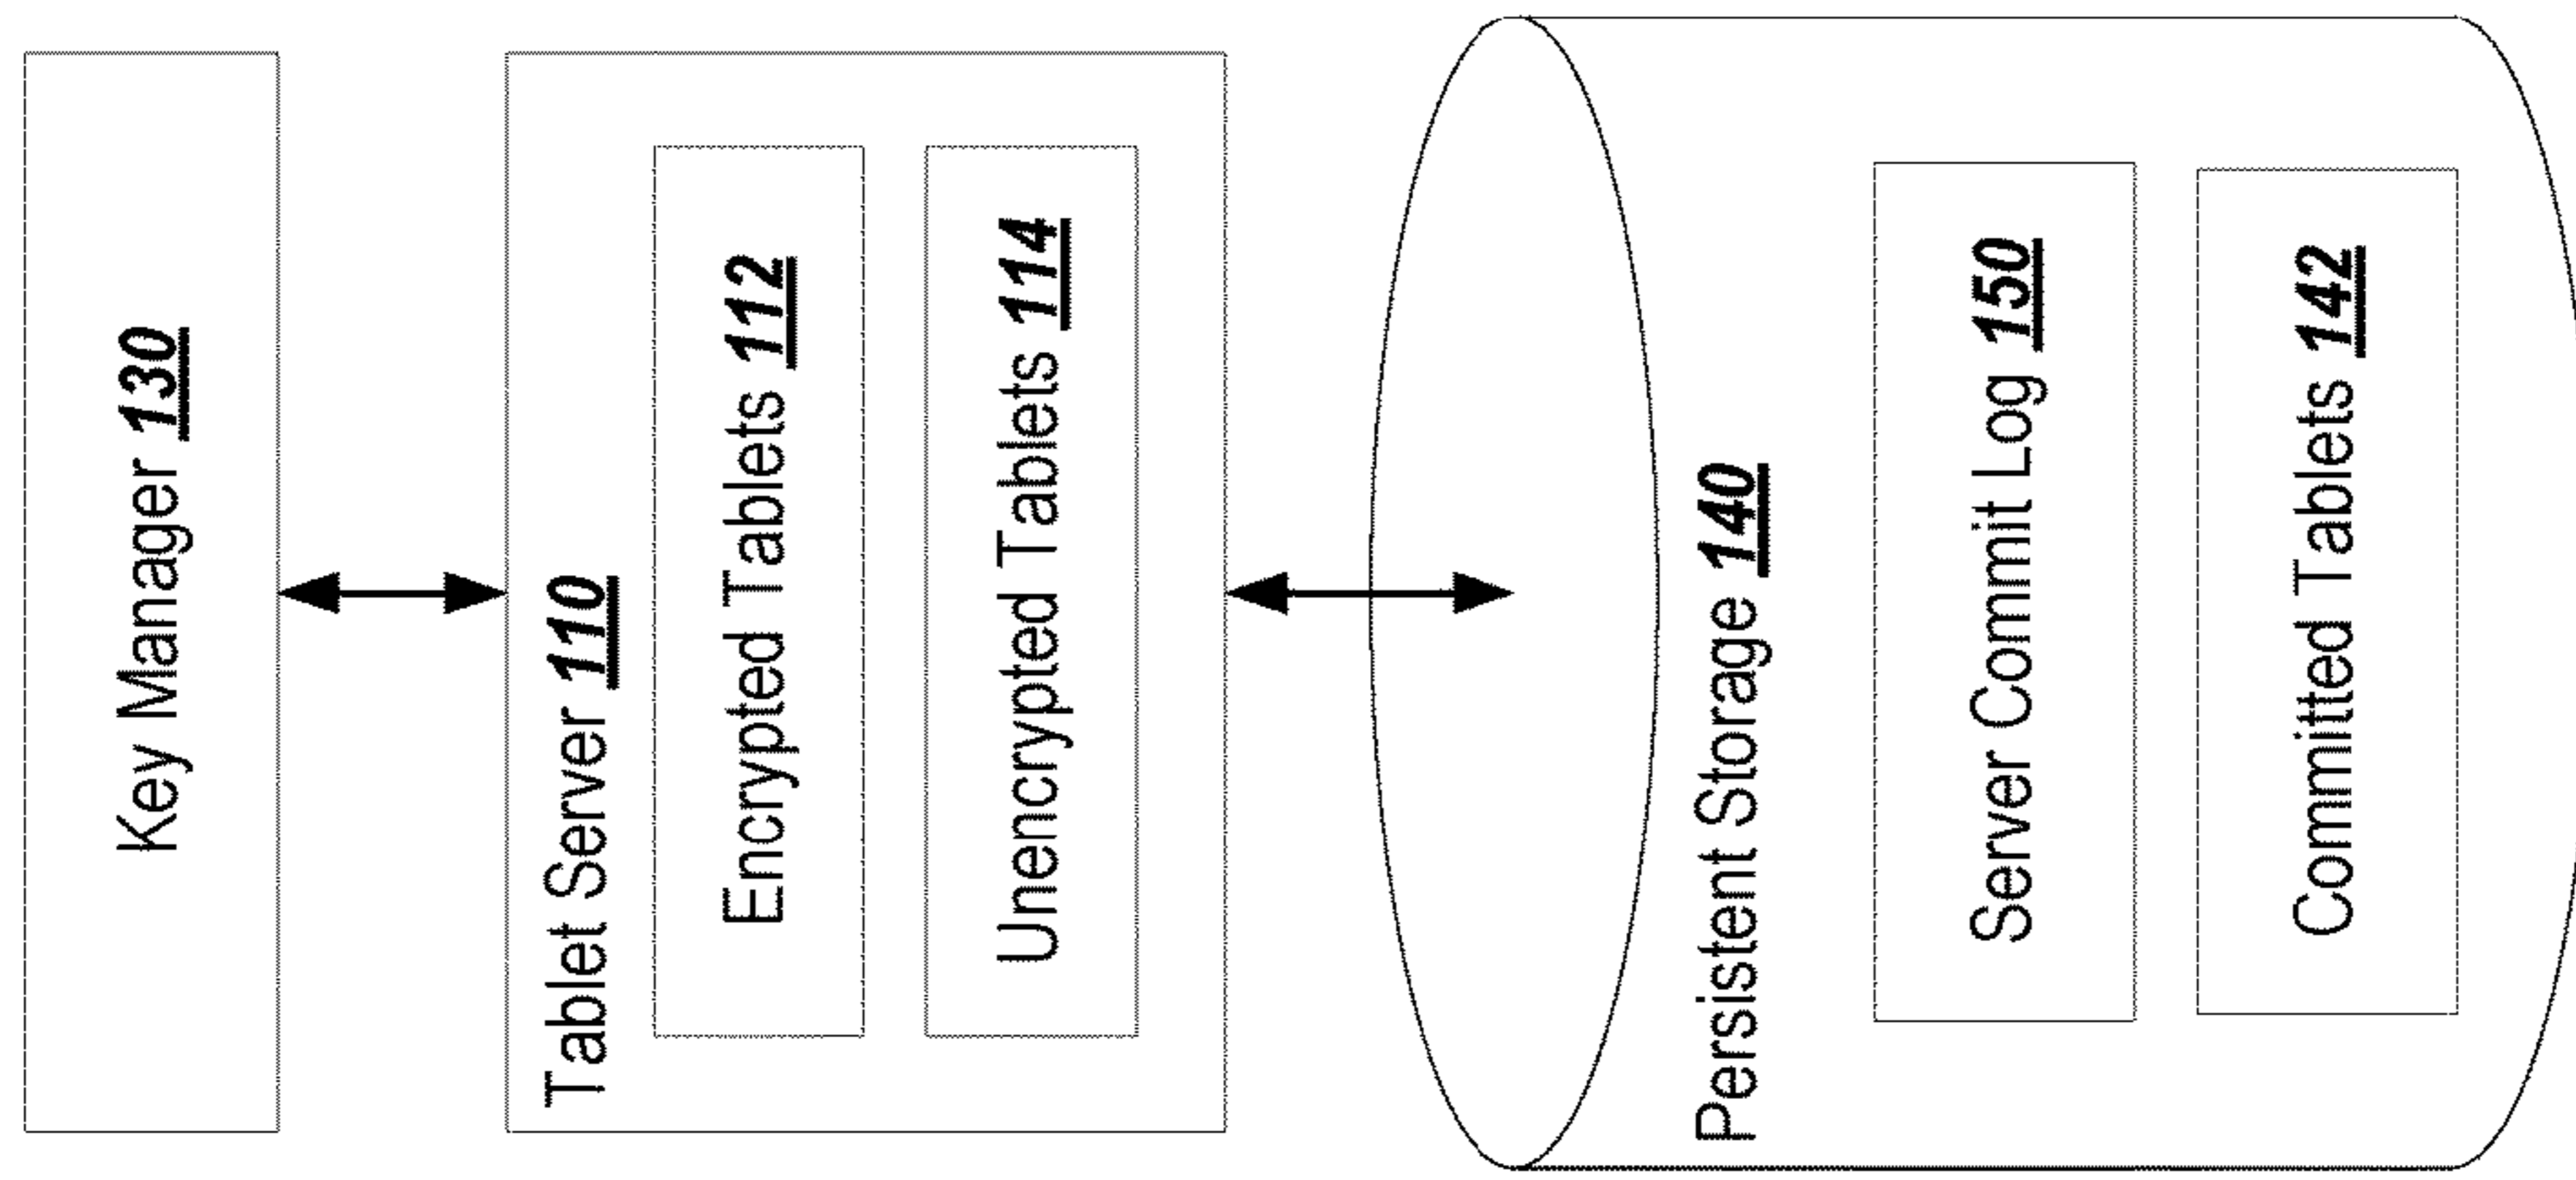 Key Manager 130
Tablet Server 110
Encrypted Tablets 112
Unencrypted Tablets 114
Persistent Storage 140
Server Commit Log 150
Committed Tablets 142